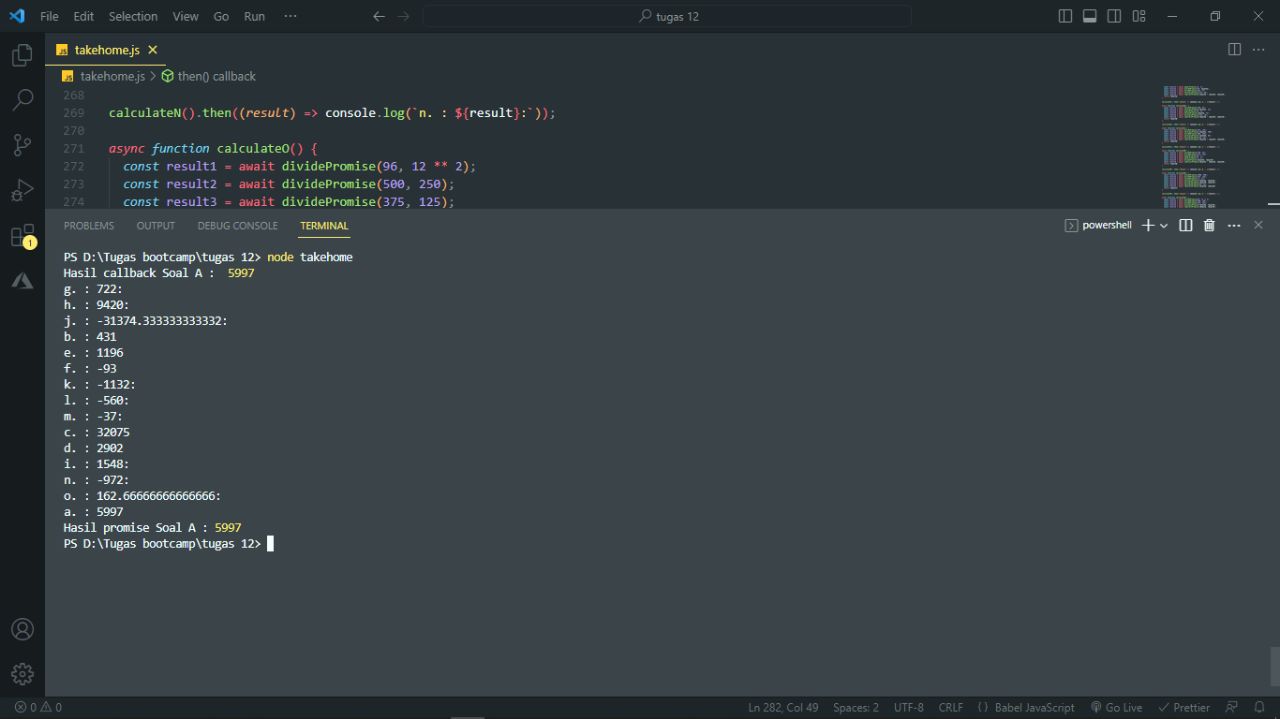 File Edit Selection View Go Run ··· tugas 12
takehome.js
takehome.js > then() callback
268
269 calculateN().then((result) => console.log(`n. : ${result}:`));
270
271 async function calculateO() {
272 const result1 = await dividePromise(96, 12 ** 2);
273 const result2 = await dividePromise(500, 250);
274 const result3 = await dividePromise(375, 125);
PROBLEMS OUTPUT DEBUG CONSOLE TERMINAL powershell
1
PS D:\Tugas bootcamp\tugas 12> node takehome
Hasil callback Soal A :  5997
g. : 722:
h. : 9420:
j. : -31374.333333333332:
b. : 431
e. : 1196
f. : -93
k. : -1132:
l. : -560:
m. : -37:
c. : 32075
d. : 2902
i. : 1548:
n. : -972:
o. : 162.66666666666666:
a. : 5997
Hasil promise Soal A : 5997
PS D:\Tugas bootcamp\tugas 12>
0 0 Ln 282, Col 49 Spaces: 2 UTF-8 CRLF {} Babel JavaScript Go Live Prettier